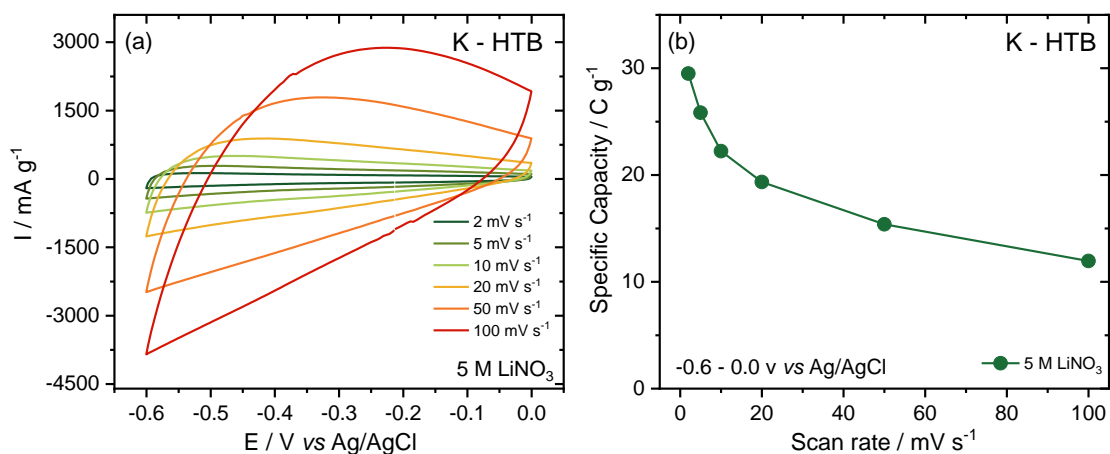 (a)
K - HTB
3000
1500
0
-1500
-3000
-4500
I / mA g⁻¹
2 mV s⁻¹
5 mV s⁻¹
10 mV s⁻¹
20 mV s⁻¹
50 mV s⁻¹
100 mV s⁻¹
5 M LiNO₃
-0.6 -0.5 -0.4 -0.3 -0.2 -0.1 0.0
E / V vs Ag/AgCl
(b)
K - HTB
30
20
10
0
Specific Capacity / C g⁻¹
-0.6 - 0.0 v vs Ag/AgCl
5 M LiNO₃
0 20 40 60 80 100
Scan rate / mV s⁻¹